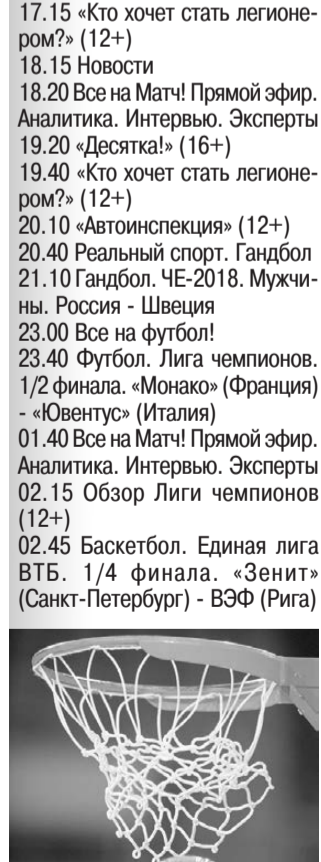 17.15 «Кто хочет стать легионе-
ром?» (12+)
18.15 Новости
18.20 Все на Матч! Прямой эфир.
Аналитика. Интервью. Эксперты
19.20 «Десятка!» (16+)
19.40 «Кто хочет стать легионе-
ром?» (12+)
20.10 «Автоинспекция» (12+)
20.40 Реальный спорт. Гандбол
21.10 Гандбол. ЧЕ-2018. Мужчи-
ны. Россия - Швеция
23.00 Все на футбол!
23.40 Футбол. Лига чемпионов.
1/2 финала. «Монако» (Франция)
- «Ювентус» (Италия)
01.40 Все на Матч! Прямой эфир.
Аналитика. Интервью. Эксперты
02.15 Обзор Лиги чемпионов
(12+)
02.45 Баскетбол. Единая лига
ВТБ. 1/4 финала. «Зенит»
(Санкт-Петербург) - ВЭФ (Рига)